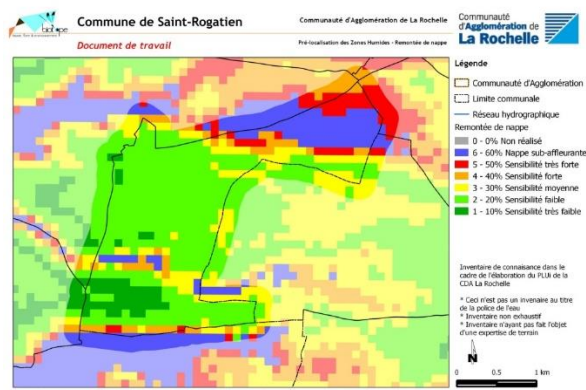 biotope
Commune de Saint-Rogatien
Document de travail
Communauté d'Agglomération de La Rochelle
Pré-localisation des Zones Humides - Remontée de nappe
Communauté
d'Agglomération de
La Rochelle
Légende
Communauté d'Agglomération
Limite communale
Réseau hydrographique
Remontée de nappe
0 - 0% Non réalisé
6 - 60% Nappe sub-affleurante
5 - 50% Sensibilité très forte
4 - 40% Sensibilité forte
3 - 30% Sensibilité moyenne
2 - 20% Sensibilité faible
1 - 10% Sensibilité très faible
Inventaire de connaissance dans le
cadre de l'élaboration du PLUi de la
CDA La Rochelle
* Ceci n'est pas un invenaire au titre
de la police de l'eau
* Inventaire non exhaustif
* Inventaire n'ayant pas fait l'objet
d'une expertise de terrain
N
0 0.5 1 km